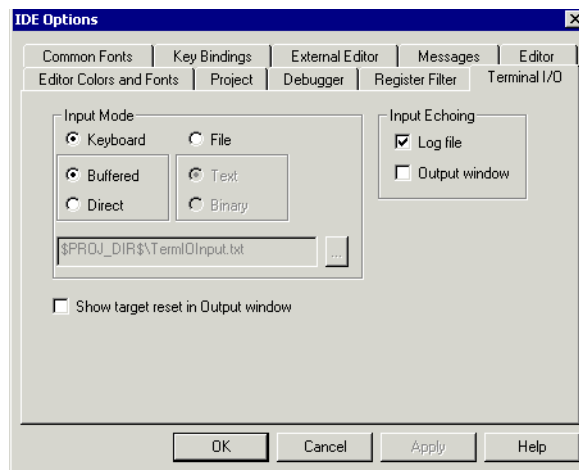 IDE Options
Common Fonts Key Bindings External Editor Messages Editor
Editor Colors and Fonts Project Debugger Register Filter Terminal I/O
Input Mode Input Echoing
Keyboard File Log file
Buffered Text Output window
Direct Binary
$PROJ_DIR$\TermIOInput.txt ...
Show target reset in Output window
OK Cancel Apply Help